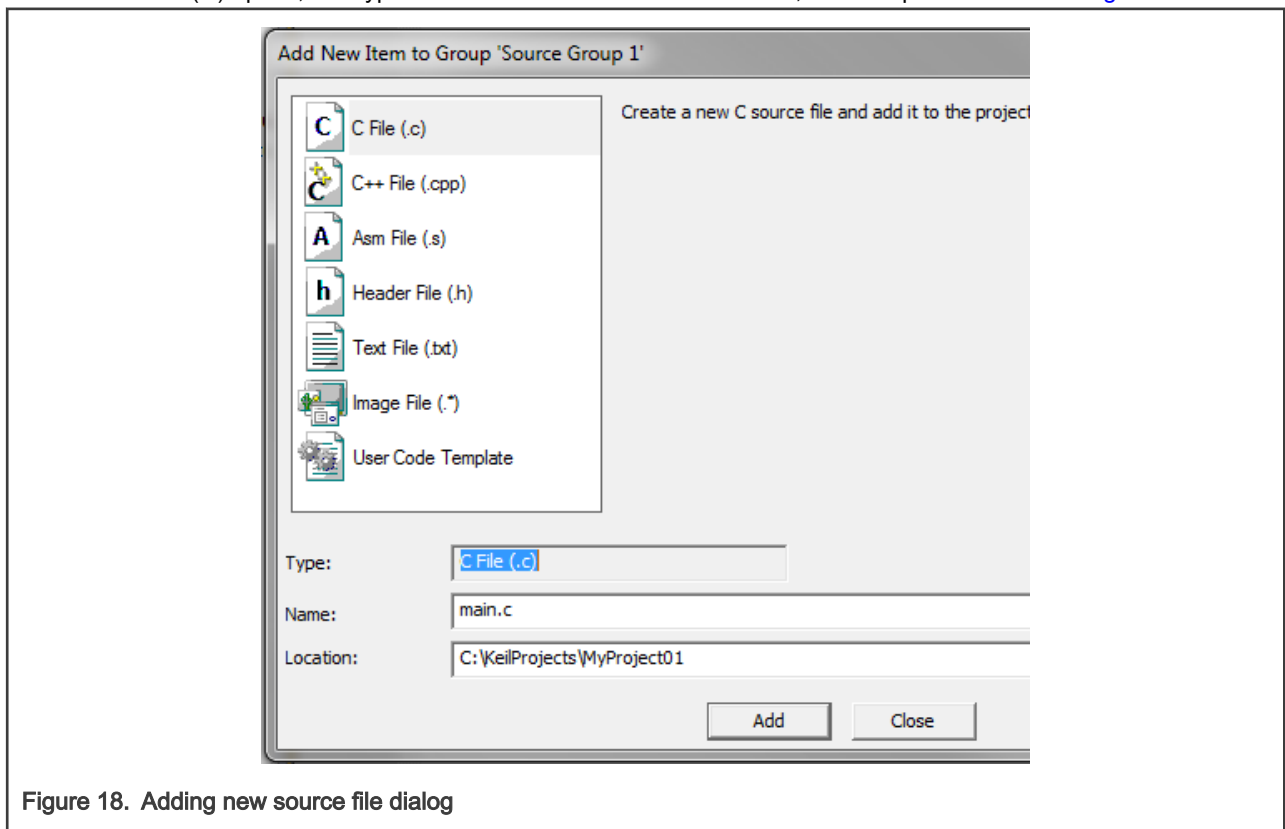 Add New Item to Group 'Source Group 1'
C File (.c)
Create a new C source file and add it to the project
C++ File (.cpp)
Asm File (.s)
Header File (.h)
Text File (.txt)
Image File (.*)
User Code Template
Type: C File (.c)
Name: main.c
Location: C:\KeilProjects\MyProject01
Add Close
Figure 18. Adding new source file dialog